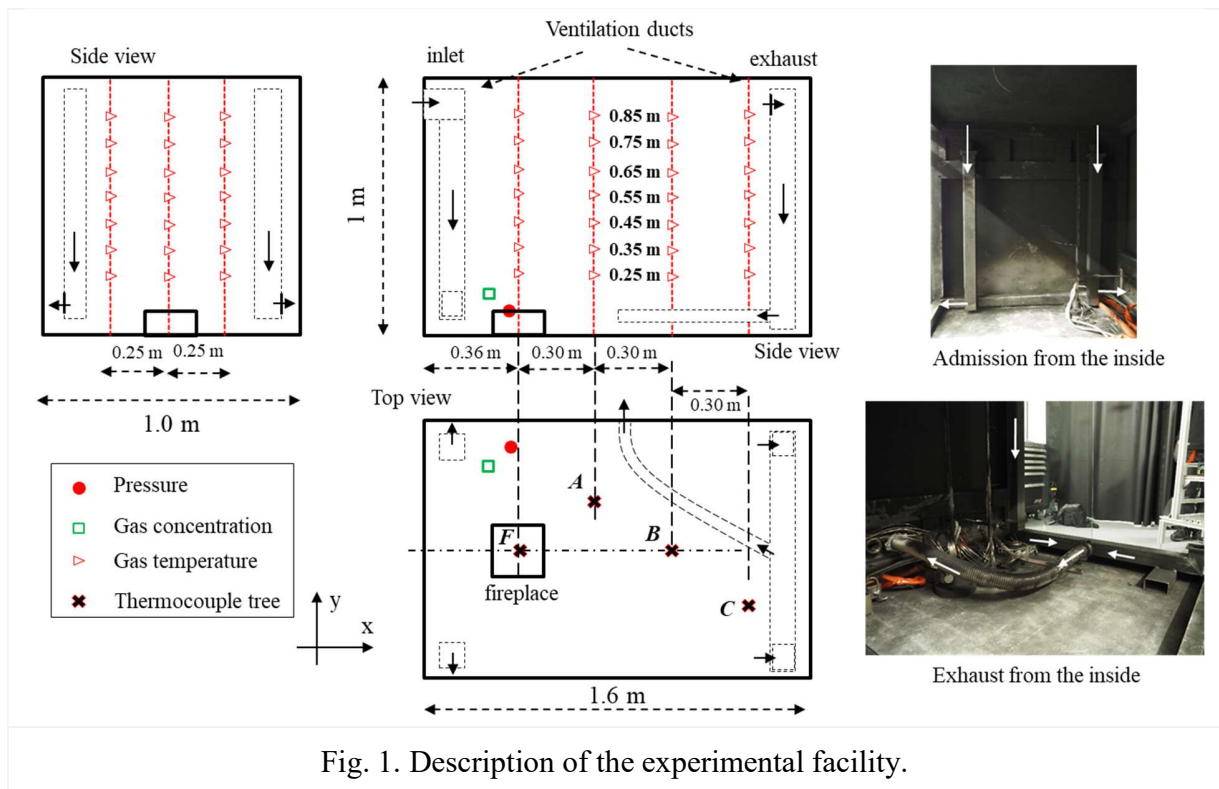 Side view
inlet
Ventilation ducts
exhaust
0.85 m
0.75 m
0.65 m
0.55 m
0.45 m
0.35 m
0.25 m
1 m
Admission from the inside
0.25 m
0.25 m
1.0 m
0.36 m
0.30 m
0.30 m
Side view
0.30 m
Top view
A
F
B
C
fireplace
1.6 m
Pressure
Gas concentration
Gas temperature
Thermocouple tree
y
x
Exhaust from the inside
Fig. 1. Description of the experimental facility.